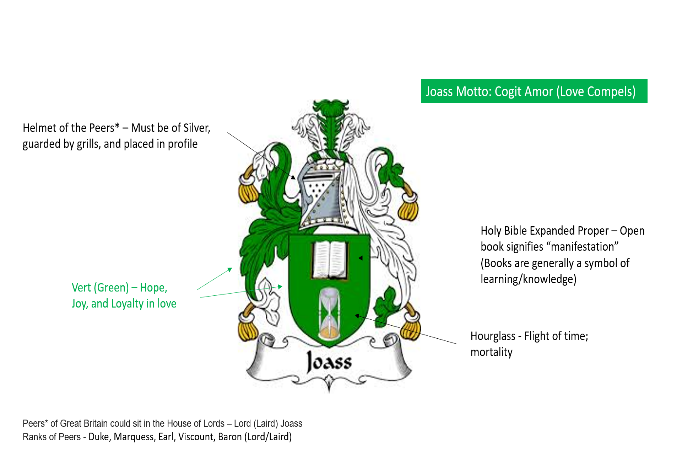 Joass Motto: Cogit Amor (Love Compels)
Helmet of the Peers* – Must be of Silver,
guarded by grills, and placed in profile
Holy Bible Expanded Proper – Open
book signifies “manifestation”
(Books are generally a symbol of
learning/knowledge)
Vert (Green) – Hope,
Joy, and Loyalty in love
Hourglass - Flight of time;
mortality
Joass
Peers* of Great Britain could sit in the House of Lords – Lord (Laird) Joass
Ranks of Peers - Duke, Marquess, Earl, Viscount, Baron (Lord/Laird)